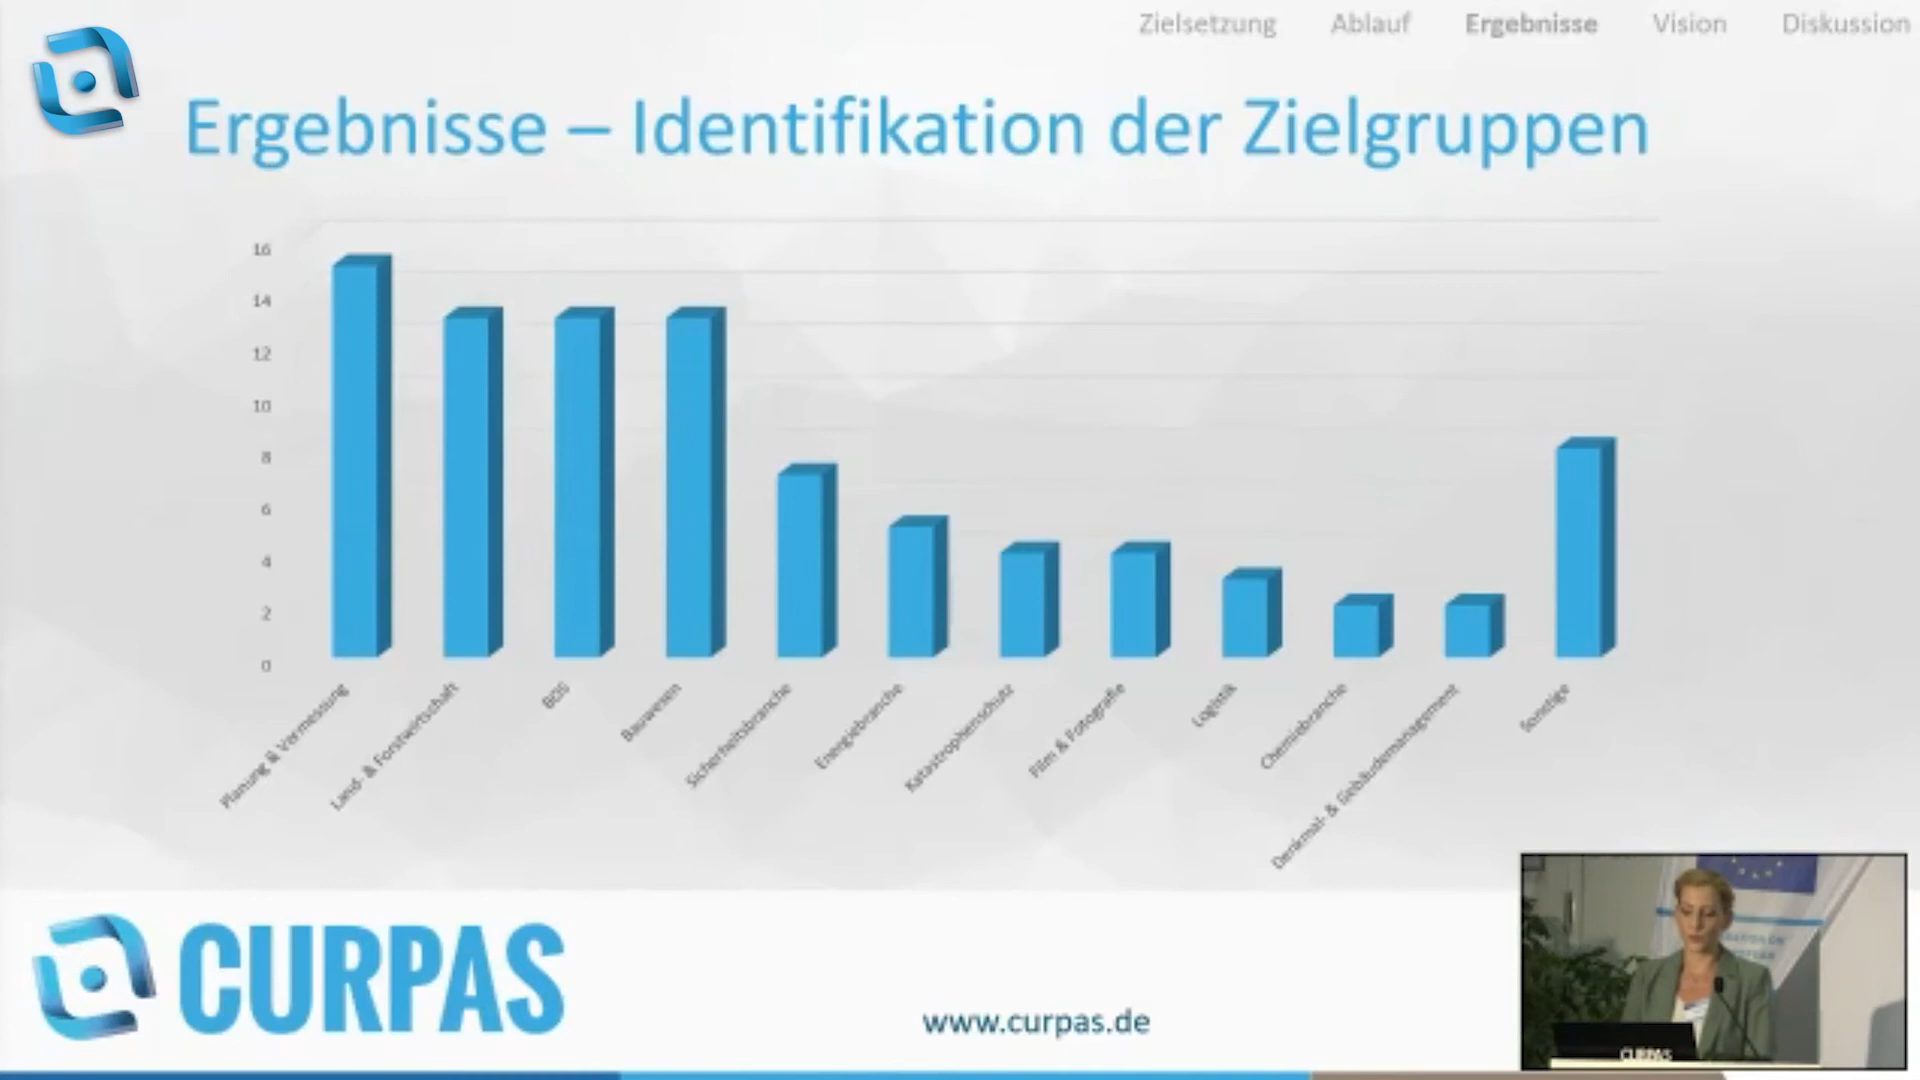 Zielsetzung Ablauf Ergebnisse Vision Diskussion
Ergebnisse – Identifikation der Zielgruppen
16
14
12
10
8
6
4
2
0
Planung & Vermessung
Land- & Forstwirtschaft
BOS
Bauwesen
Sicherheitsbranche
Energiebranche
Katastrophenschutz
Film & Fotografie
Logistik
Chemiebranche
Denkmal- & Gebäudemanagement
Sonstige
CURPAS
www.curpas.de
CURPAS